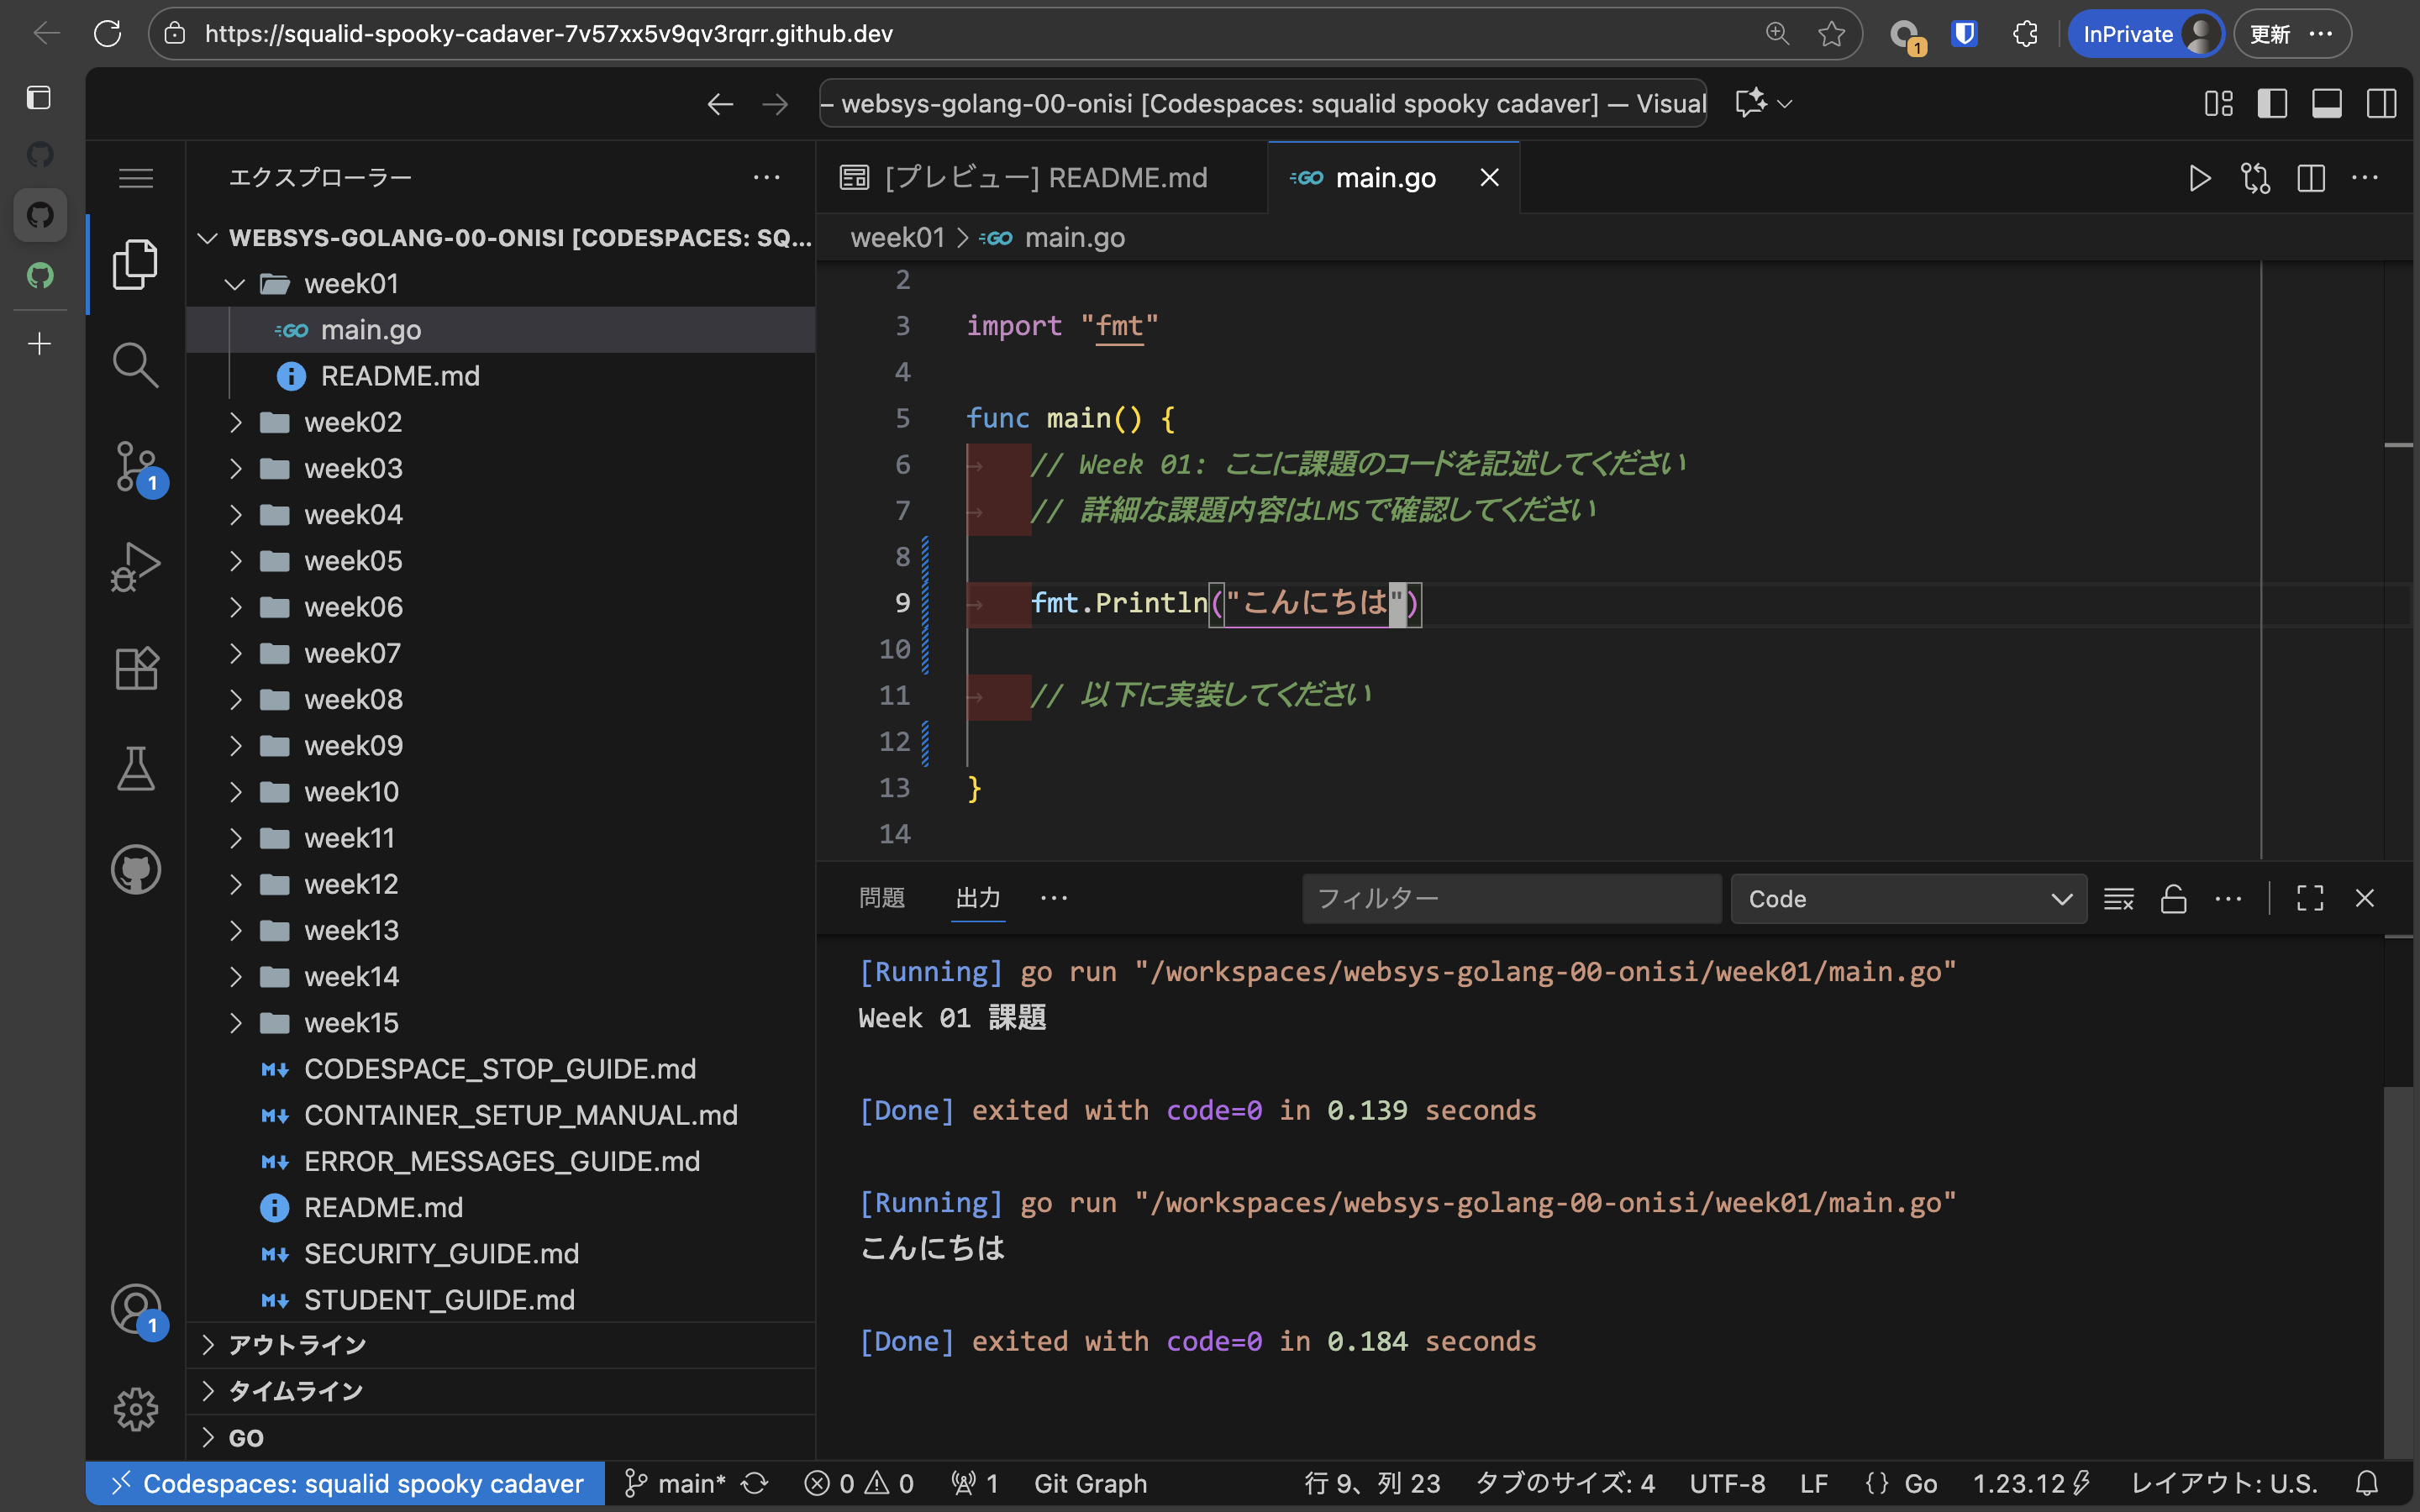 https://squalid-spooky-cadaver-7v57xx5v9qv3rqrr.github.dev
1
InPrivate
更新
— websys-golang-00-onisi [Codespaces: squalid spooky cadaver] — Visual
エクスプローラー
WEBSYS-GOLANG-00-ONISI [CODESPACES: SQ...
week01
main.go
README.md
week02
week03
week04
week05
week06
week07
week08
week09
week10
week11
week12
week13
week14
week15
CODESPACE_STOP_GUIDE.md
CONTAINER_SETUP_MANUAL.md
ERROR_MESSAGES_GUIDE.md
README.md
SECURITY_GUIDE.md
STUDENT_GUIDE.md
アウトライン
タイムライン
GO
1
1
[プレビュー] README.md
GO main.go
week01 > GO main.go
2
3 import "fmt"
4
5 func main() {
6 // Week 01: ここに課題のコードを記述してください
7 // 詳細な課題内容はLMSで確認してください
8
9 fmt.Println("こんにちは")
10
11 // 以下に実装してください
12
13 }
14
問題 出力 フィルター Code
[Running] go run "/workspaces/websys-golang-00-onisi/week01/main.go"
Week 01 課題
[Done] exited with code=0 in 0.139 seconds
[Running] go run "/workspaces/websys-golang-00-onisi/week01/main.go"
こんにちは
[Done] exited with code=0 in 0.184 seconds
Codespaces: squalid spooky cadaver main* 0 0 1 Git Graph 行 9、列 23 タブのサイズ: 4 UTF-8 LF {} Go 1.23.12 レイアウト: U.S.